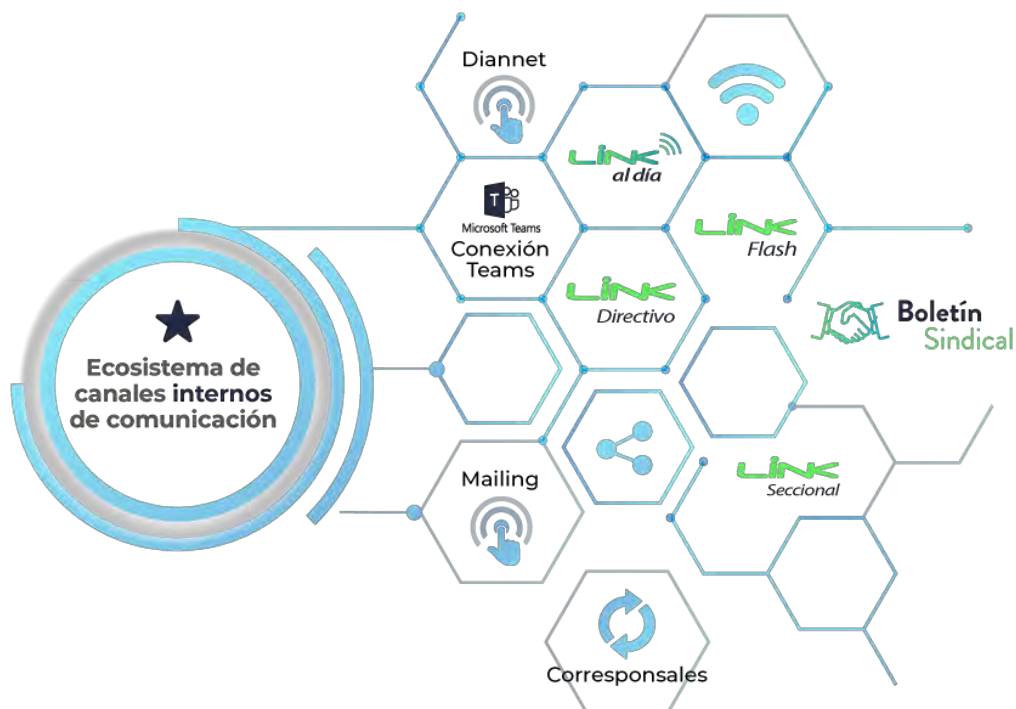 Diannet
LINK
al día
T
Microsoft Teams
Conexión
Teams
LINK
Flash
LINK
Directivo
Boletín
Sindical
Ecosistema de
canales internos
de comunicación
Mailing
LINK
Seccional
Corresponsales